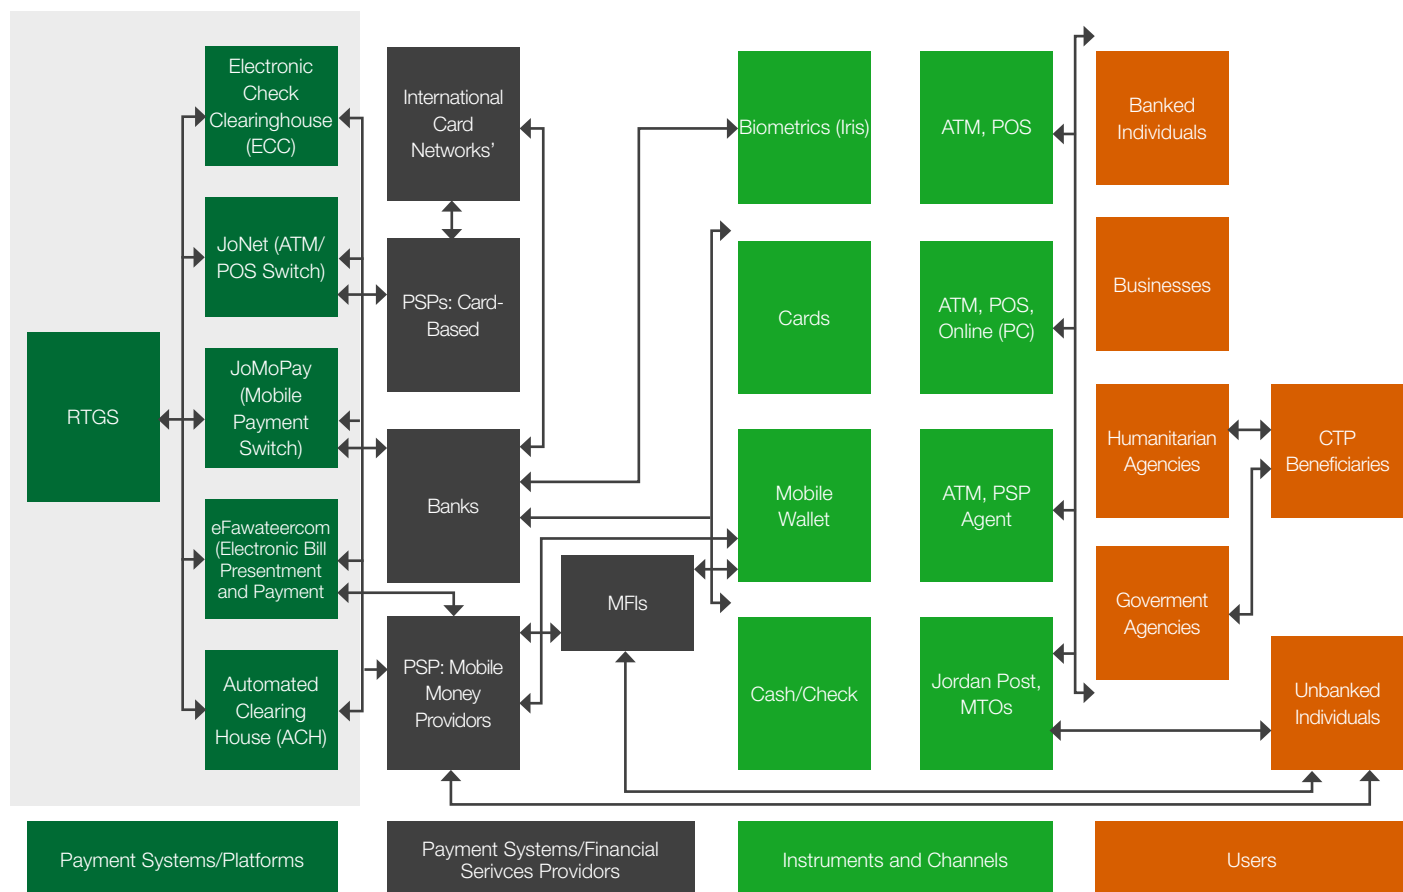 Electronic
Check
Clearinghouse
(ECC)
JoNet (ATM/
POS Switch)
RTGS
JoMoPay
(Mobile
Payment
Switch)
eFawateercom
(Electronic Bill
Presentment
and Payment
Automated
Clearing
House (ACH)
International
Card
Networks’
PSPs: Card-
Based
Banks
PSP: Mobile
Money
Providors
MFIs
Biometrics (Iris)
Cards
Mobile
Wallet
Cash/Check
ATM, POS
ATM, POS,
Online (PC)
ATM, PSP
Agent
Jordan Post,
MTOs
Banked
Individuals
Businesses
Humanitarian
Agencies
Goverment
Agencies
CTP
Beneficiaries
Unbanked
Individuals
Payment Systems/Platforms
Payment Systems/Financial
Serivces Providors
Instruments and Channels
Users